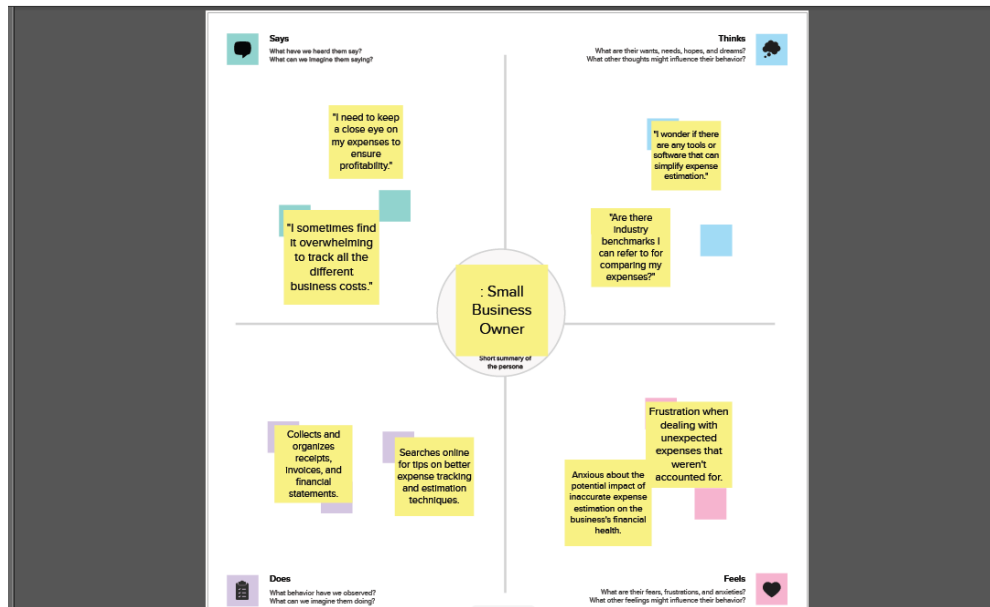 Says
What have we heard them say?
What can we imagine them saying?
Thinks
What are their wants, needs, hopes, and dreams?
What other thoughts might influence their behavior?
"I need to keep
a close eye on
my expenses to
ensure
profitability."
"I sometimes find
it overwhelming
to track all the
different
business costs."
"I wonder if there
are any tools or
software that can
simplify expense
estimation."
"Are there
industry
benchmarks I
can refer to for
comparing my
expenses?"
: Small
Business
Owner
Short summary of
the persona
Collects and
organizes
receipts,
invoices, and
financial
statements.
Searches online
for tips on better
expense tracking
and estimation
techniques.
Frustration when
dealing with
unexpected
expenses that
weren't
accounted for.
Anxious about the
potential impact of
inaccurate expense
estimation on the
business's financial
health.
Does
What behavior have we observed?
What can we imagine them doing?
Feels
What are their fears, frustrations, and anxieties?
What other feelings might influence their behavior?